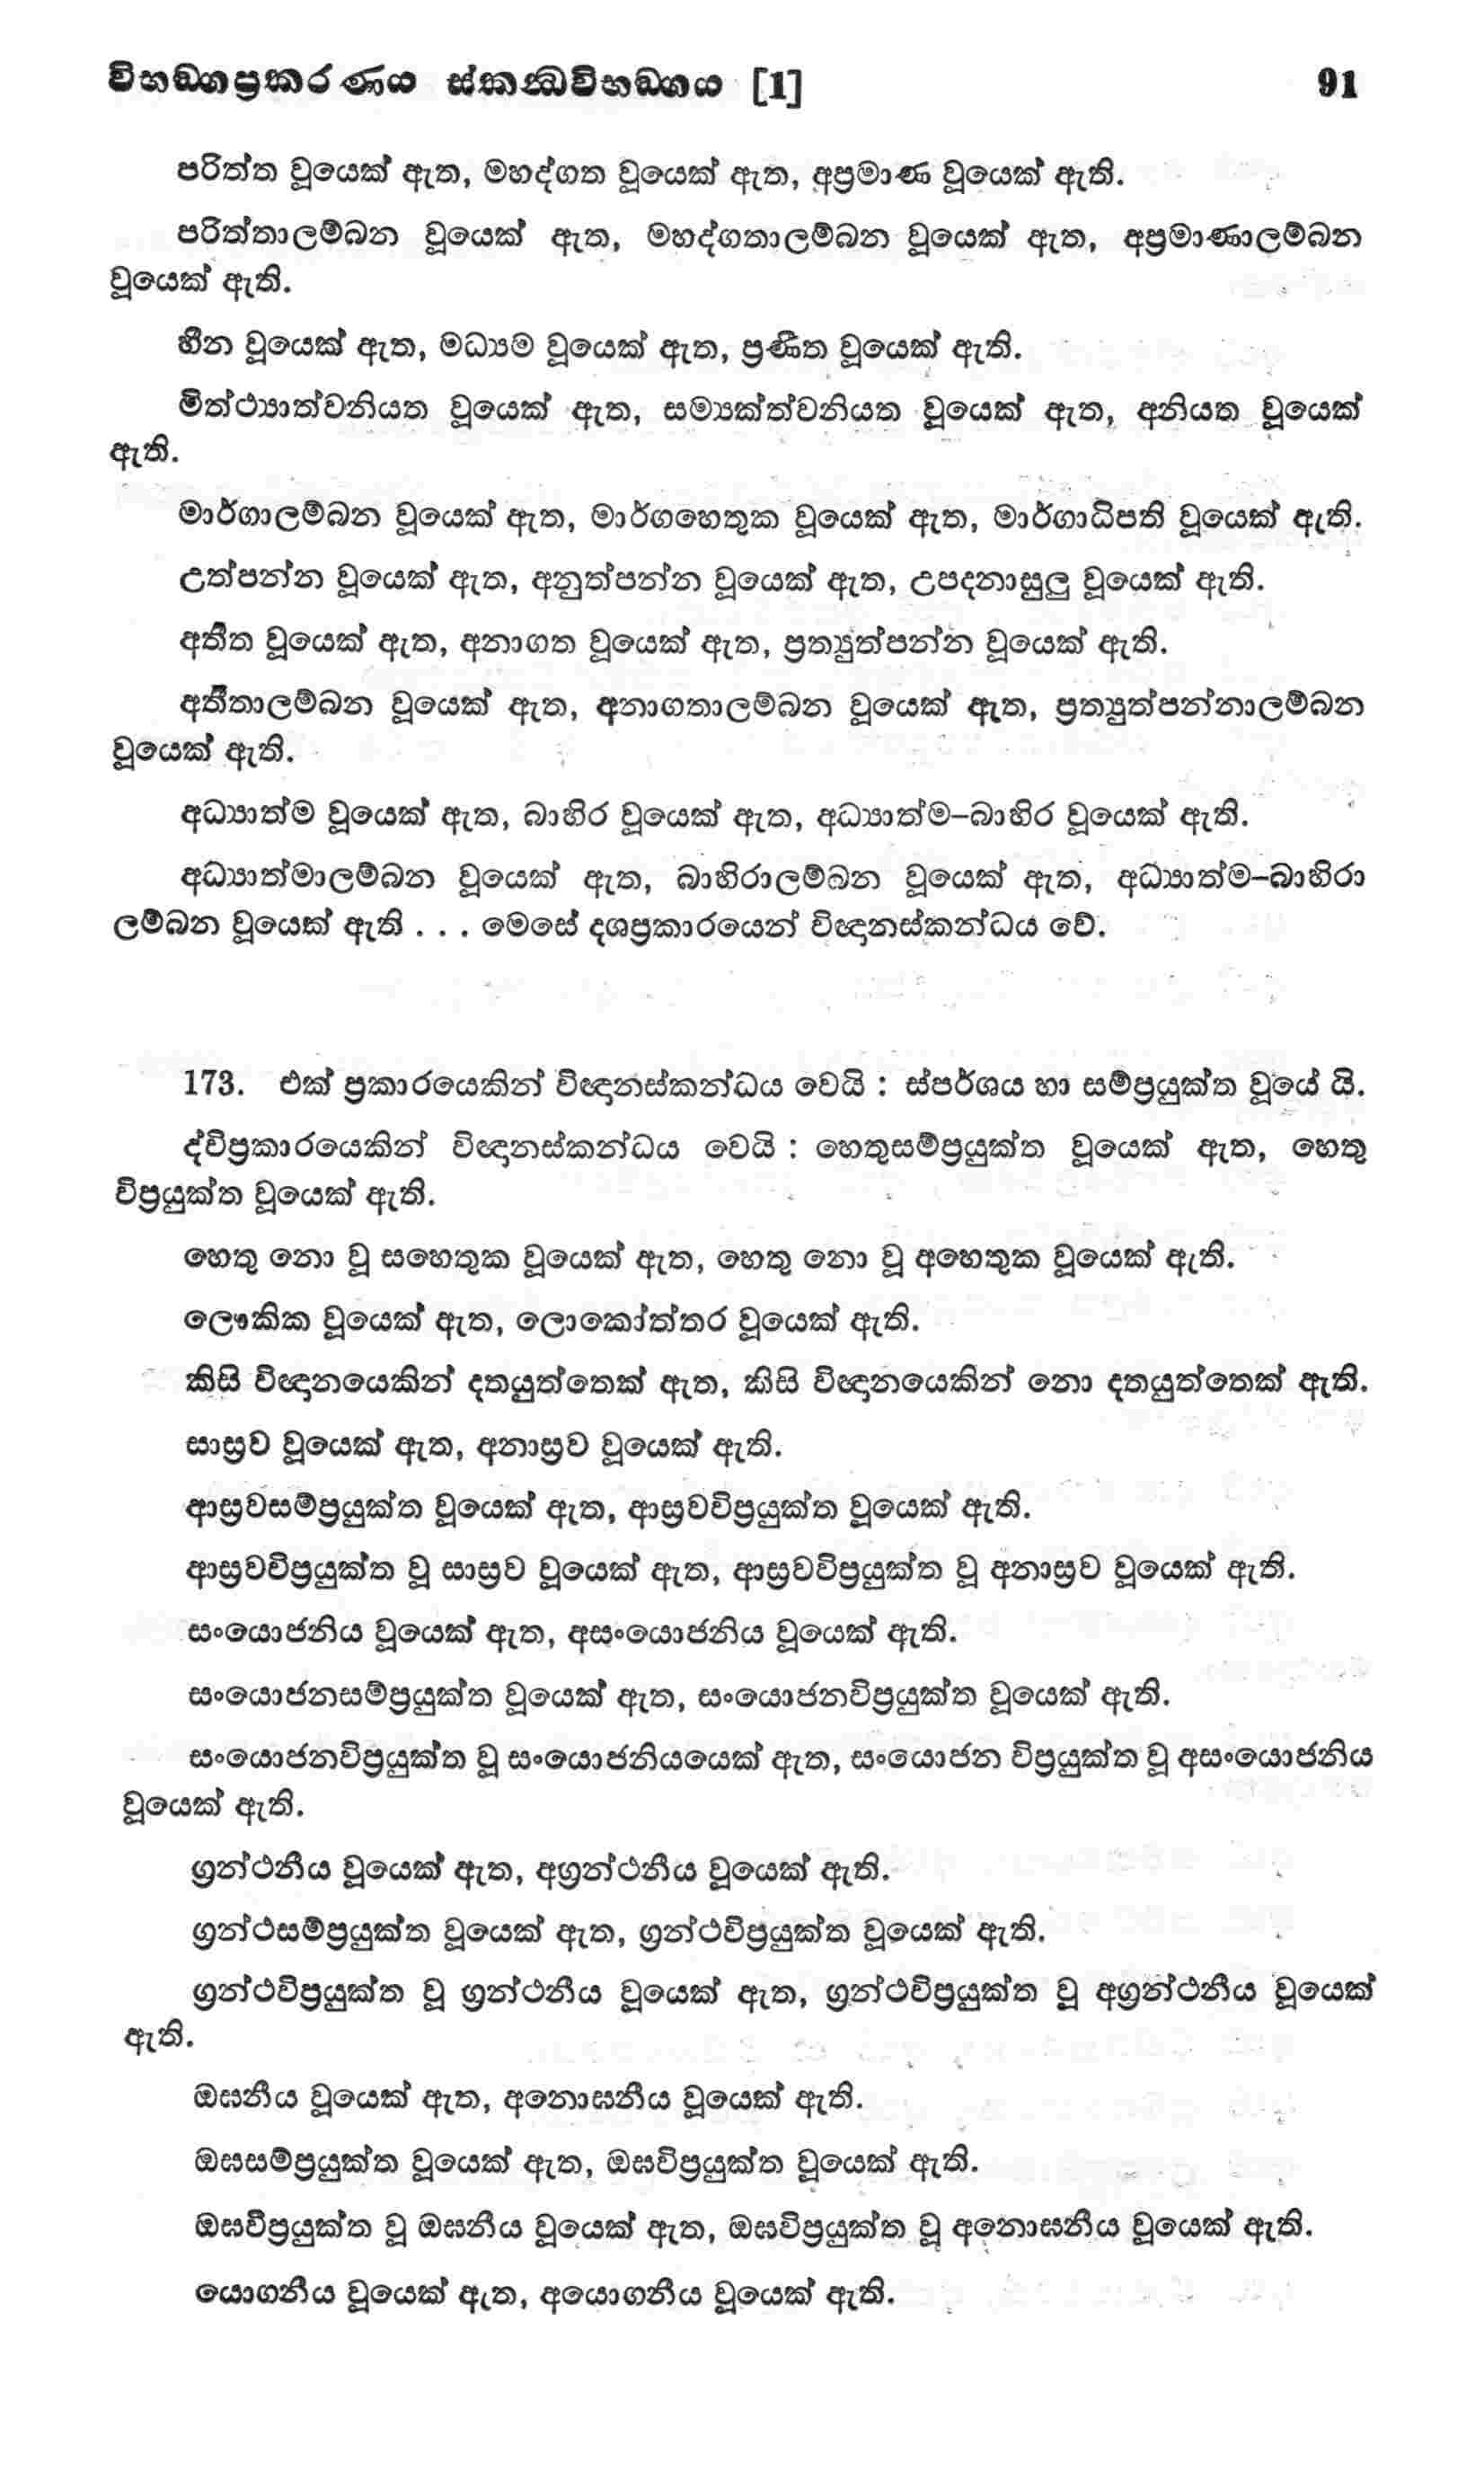 විභඞ්ගප්‍රකරණය ස්කන්‍ධවිභඞ්ගය [1] 91
පරිත්ත වූයෙක් ඇත, මහද්ගත වූයෙක් ඇත, අප්‍රමාණ වූයෙක් ඇති.
පරිත්තාලම්බන වූයෙක් ඇත, මහද්ගතාලම්බන වූයෙක් ඇත, අප්‍රමාණාලම්බන
වූයෙක් ඇති.
හීන වූයෙක් ඇත, මධ්‍යම වූයෙක් ඇත, ප්‍රණීත වූයෙක් ඇති.
මිත්ථ්‍යාත්වනියත වූයෙක් ඇත, සම්‍යක්ත්වනියත වූයෙක් ඇත, අනියත වූයෙක්
ඇති.
මාර්ගාලම්බන වූයෙක් ඇත, මාර්ගහෙතුක වූයෙක් ඇත, මාර්ගාධිපති වූයෙක් ඇති.
උත්පන්න වූයෙක් ඇත, අනුත්පන්න වූයෙක් ඇත, උපදනාසුලු වූයෙක් ඇති.
අතීත වූයෙක් ඇත, අනාගත වූයෙක් ඇත, ප්‍රත්‍යුත්පන්න වූයෙක් ඇති.
අතීතාලම්බන වූයෙක් ඇත, අනාගතාලම්බන වූයෙක් ඇත, ප්‍රත්‍යුත්පන්නාලම්බන
වූයෙක් ඇති.
අධ්‍යාත්ම වූයෙක් ඇත, බාහිර වූයෙක් ඇත, අධ්‍යාත්ම–බාහිර වූයෙක් ඇති.
අධ්‍යාත්මාලම්බන වූයෙක් ඇත, බාහිරාලම්බන වූයෙක් ඇත, අධ්‍යාත්ම–බාහිරා
ලම්බන වූයෙක් ඇති . . . මෙසේ දශප්‍රකාරයෙන් විඥානස්කන්ධය වේ.
173. එක් ප්‍රකාරයෙකින් විඥානස්කන්ධය වෙයි : ස්පර්ශය හා සම්ප්‍රයුක්ත වූයේ යි.
ද්විප්‍රකාරයෙකින් විඥානස්කන්ධය වෙයි : හෙතුසම්ප්‍රයුක්ත වූයෙක් ඇත, හෙතු
විප්‍රයුක්ත වූයෙක් ඇති.
හෙතු නො වූ සහෙතුක වූයෙක් ඇත, හෙතු නො වූ අහෙතුක වූයෙක් ඇති.
ලෞකික වූයෙක් ඇත, ලොකෝත්තර වූයෙක් ඇති.
කිසි විඥානයෙකින් දතයුත්තෙක් ඇත, කිසි විඥානයෙකින් නො දතයුත්තෙක් ඇති.
සාස්‍රව වූයෙක් ඇත, අනාස්‍රව වූයෙක් ඇති.
ආස්‍රවසම්ප්‍රයුක්ත වූයෙක් ඇත, ආස්‍රවවිප්‍රයුක්ත වූයෙක් ඇති.
ආස්‍රවවිප්‍රයුක්ත වූ සාස්‍රව වූයෙක් ඇත, ආස්‍රවවිප්‍රයුක්ත වූ අනාස්‍රව වූයෙක් ඇති.
සංයොජනිය වූයෙක් ඇත, අසංයොජනිය වූයෙක් ඇති.
සංයොජනසම්ප්‍රයුක්ත වූයෙක් ඇත, සංයොජනවිප්‍රයුක්ත වූයෙක් ඇති.
සංයොජනවිප්‍රයුක්ත වූ සංයොජනියයෙක් ඇත, සංයොජන විප්‍රයුක්ත වූ අසංයොජනිය
වූයෙක් ඇති.
ග්‍රන්ථනීය වූයෙක් ඇත, අග්‍රන්ථනීය වූයෙක් ඇති.
ග්‍රන්ථසම්ප්‍රයුක්ත වූයෙක් ඇත, ග්‍රන්ථවිප්‍රයුක්ත වූයෙක් ඇති.
ග්‍රන්ථවිප්‍රයුක්ත වූ ග්‍රන්ථනීය වූයෙක් ඇත, ග්‍රන්ථවිප්‍රයුක්ත වූ අග්‍රන්ථනීය වූයෙක්
ඇති.
ඔඝනීය වූයෙක් ඇත, අනොඝනීය වූයෙක් ඇති.
ඔඝසම්ප්‍රයුක්ත වූයෙක් ඇත, ඔඝවිප්‍රයුක්ත වූයෙක් ඇති.
ඔඝවිප්‍රයුක්ත වූ ඔඝනීය වූයෙක් ඇත, ඔඝවිප්‍රයුක්ත වූ අනොඝනීය වූයෙක් ඇති.
යොගනීය වූයෙක් ඇත, අයොගනීය වූයෙක් ඇති.